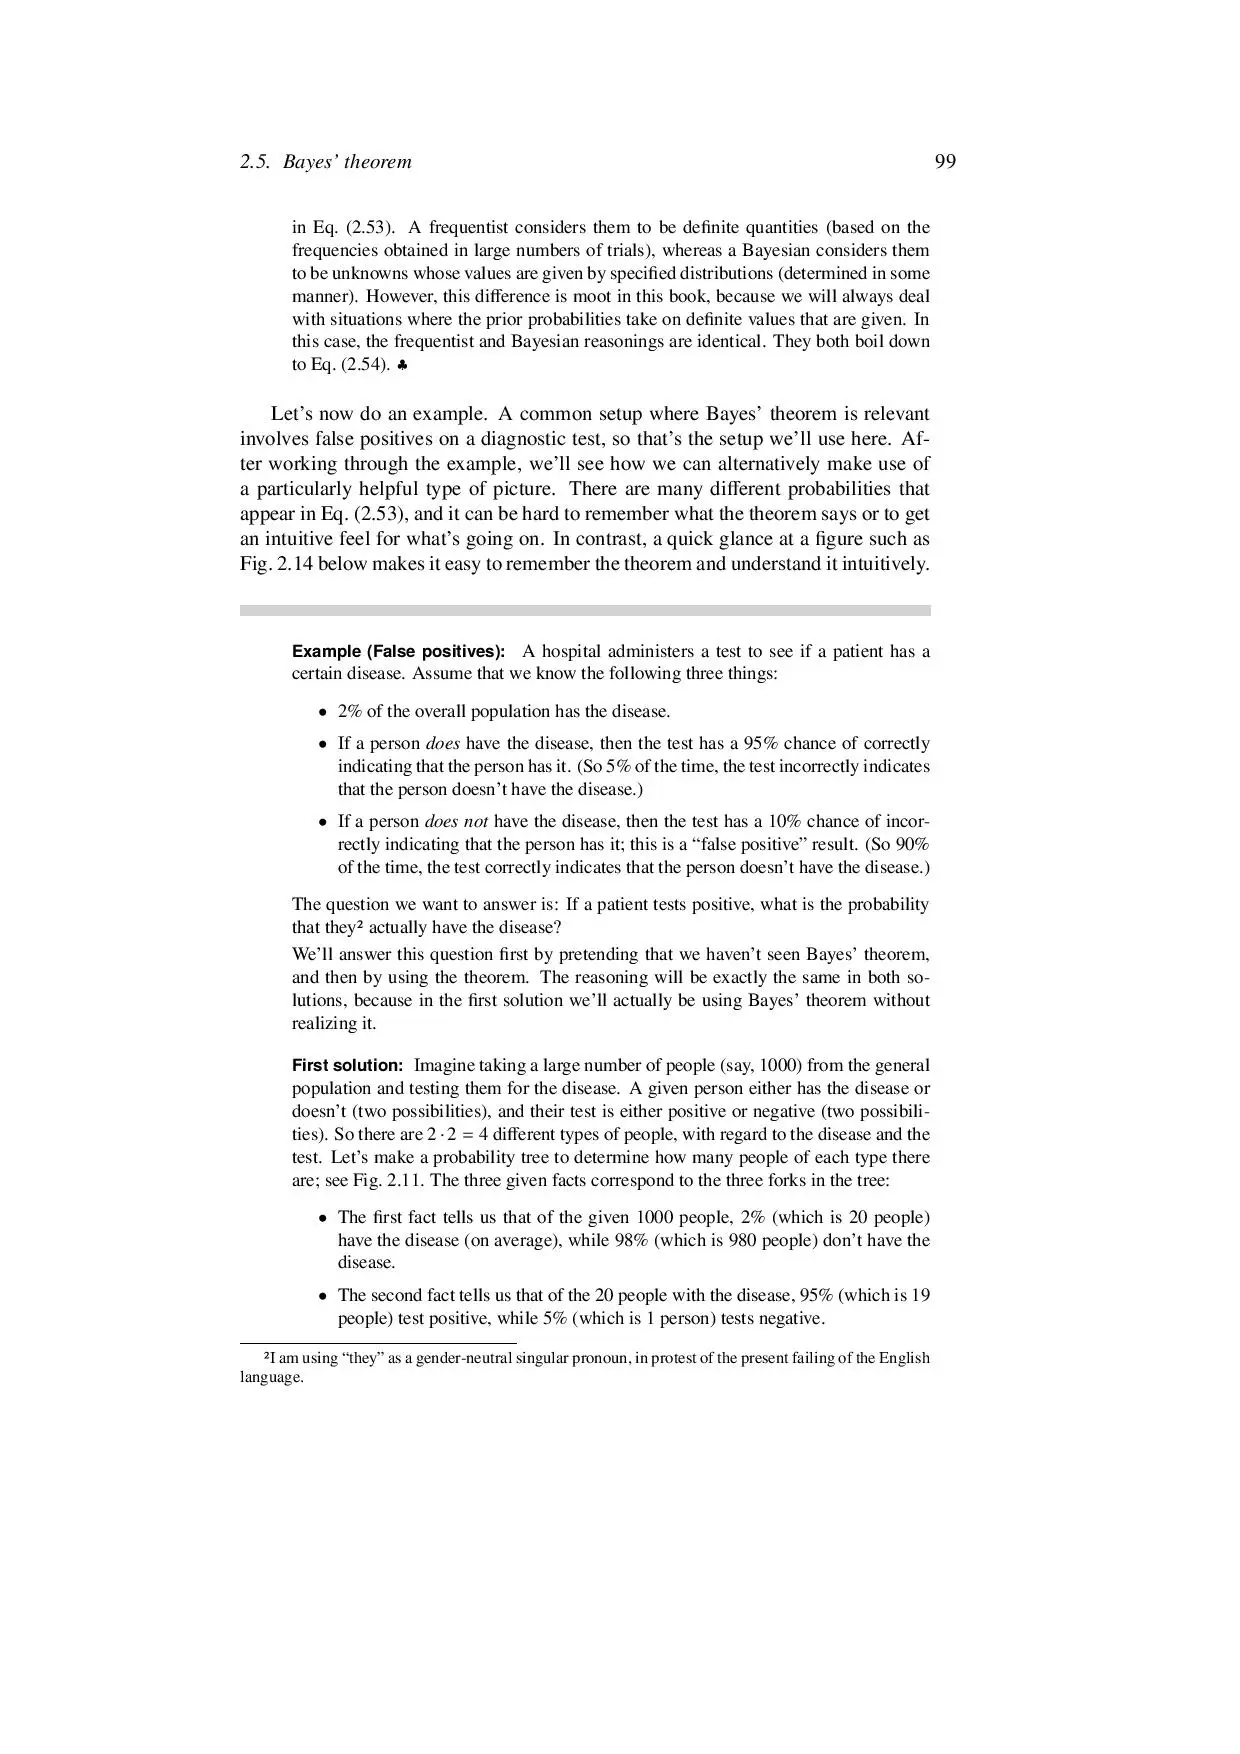 2.5. Bayes’ theorem 99
in Eq. (2.53). A frequentist considers them to be definite quantities (based on the
frequencies obtained in large numbers of trials), whereas a Bayesian considers them
to be unknowns whose values are given by specified distributions (determined in some
manner). However, this difference is moot in this book, because we will always deal
with situations where the prior probabilities take on definite values that are given. In
this case, the frequentist and Bayesian reasonings are identical. They both boil down
to Eq. (2.54). ♣
Let’s now do an example. A common setup where Bayes’ theorem is relevant
involves false positives on a diagnostic test, so that’s the setup we’ll use here. Af-
ter working through the example, we’ll see how we can alternatively make use of
a particularly helpful type of picture. There are many different probabilities that
appear in Eq. (2.53), and it can be hard to remember what the theorem says or to get
an intuitive feel for what’s going on. In contrast, a quick glance at a figure such as
Fig. 2.14 below makes it easy to remember the theorem and understand it intuitively.
Example (False positives): A hospital administers a test to see if a patient has a
certain disease. Assume that we know the following three things:
• 2% of the overall population has the disease.
• If a person does have the disease, then the test has a 95% chance of correctly
indicating that the person has it. (So 5% of the time, the test incorrectly indicates
that the person doesn’t have the disease.)
• If a person does not have the disease, then the test has a 10% chance of incor-
rectly indicating that the person has it; this is a “false positive” result. (So 90%
of the time, the test correctly indicates that the person doesn’t have the disease.)
The question we want to answer is: If a patient tests positive, what is the probability
that they² actually have the disease?
We’ll answer this question first by pretending that we haven’t seen Bayes’ theorem,
and then by using the theorem. The reasoning will be exactly the same in both so-
lutions, because in the first solution we’ll actually be using Bayes’ theorem without
realizing it.
First solution: Imagine taking a large number of people (say, 1000) from the general
population and testing them for the disease. A given person either has the disease or
doesn’t (two possibilities), and their test is either positive or negative (two possibili-
ties). So there are 2 · 2 = 4 different types of people, with regard to the disease and the
test. Let’s make a probability tree to determine how many people of each type there
are; see Fig. 2.11. The three given facts correspond to the three forks in the tree:
• The first fact tells us that of the given 1000 people, 2% (which is 20 people)
have the disease (on average), while 98% (which is 980 people) don’t have the
disease.
• The second fact tells us that of the 20 people with the disease, 95% (which is 19
people) test positive, while 5% (which is 1 person) tests negative.
²I am using “they” as a gender-neutral singular pronoun, in protest of the present failing of the English
language.